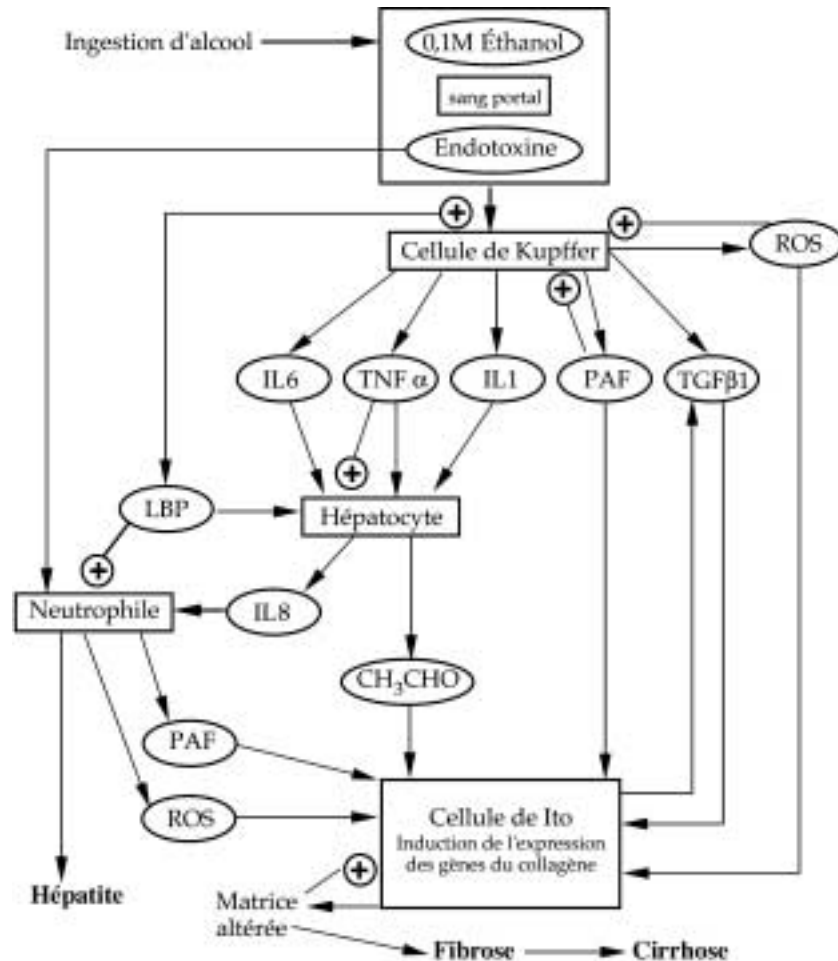 Ingestion d'alcool
0,1M Éthanol
sang portal
Endotoxine
+
+
Cellule de Kupffer
ROS
+
IL6
TNF α
IL1
PAF
TGFβ1
+
LBP
Hépatocyte
+
Neutrophile
IL8
CH3CHO
PAF
ROS
Cellule de Ito
Induction de l'expression
des gènes du collagène
+
Hépatite
Matrice
altérée
Fibrose
Cirrhose